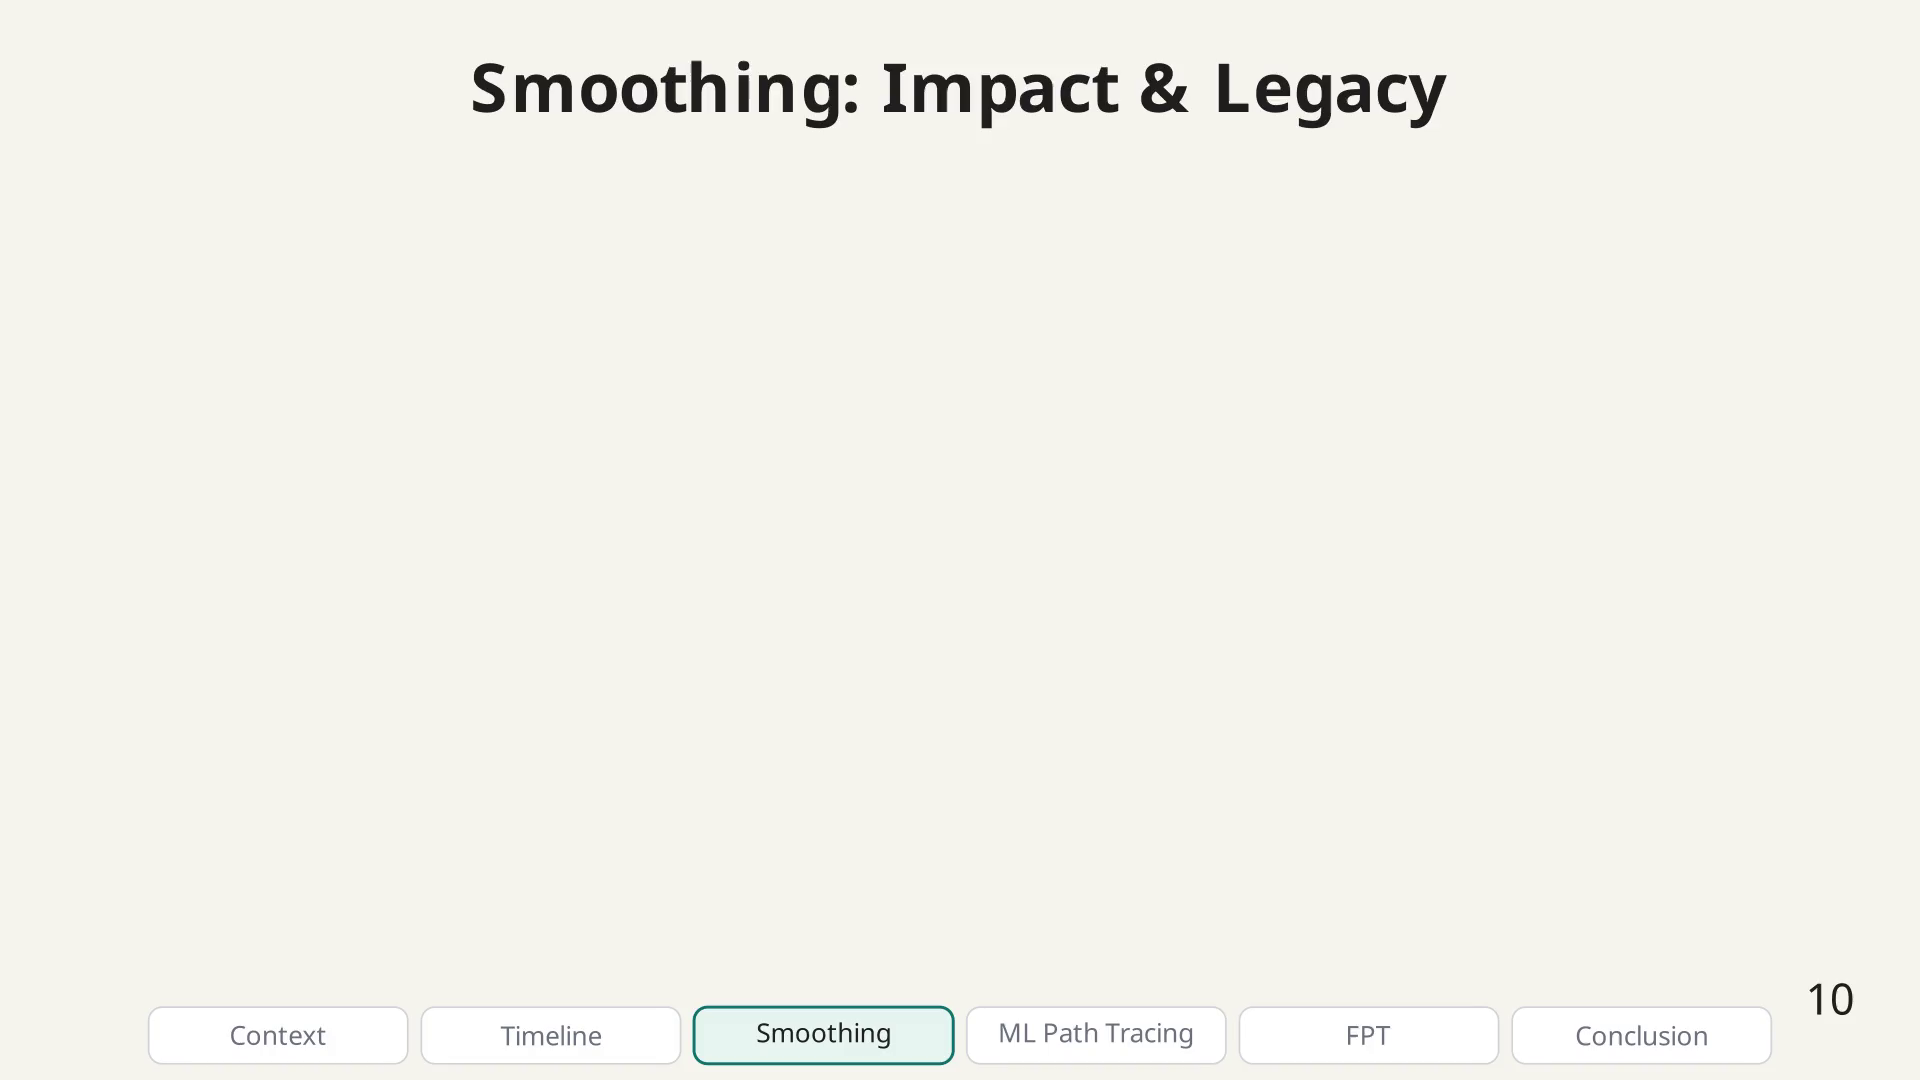 Smoothing: Impact & Legacy
10
Context
Timeline
Smoothing
ML Path Tracing
FPT
Conclusion